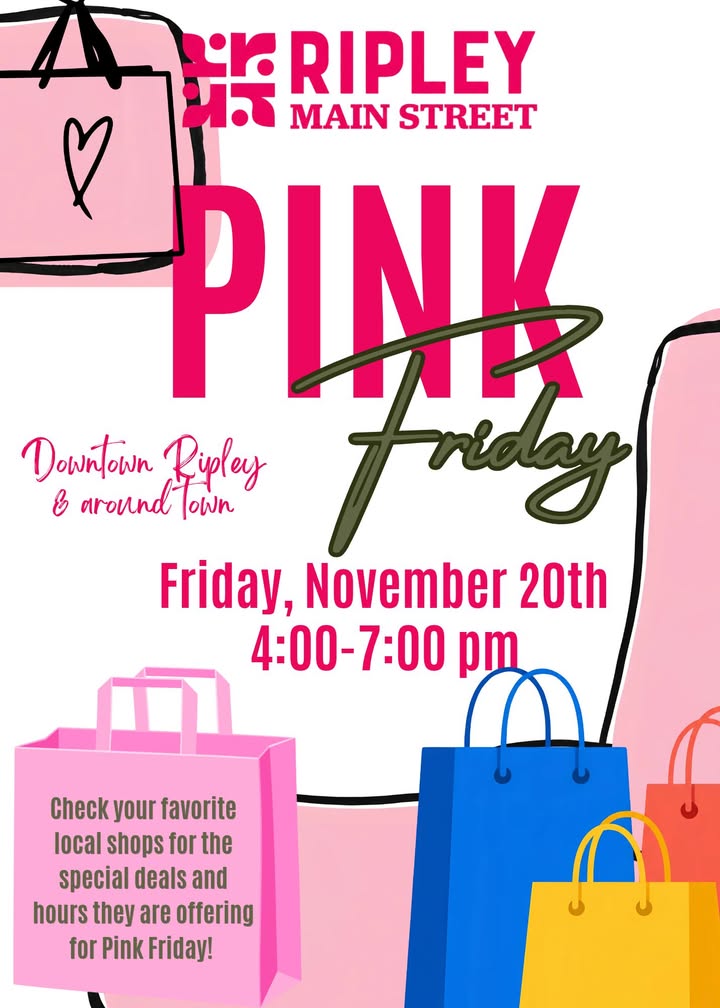 RIPLEY
MAIN STREET
PINK
Friday
Downtown Ripley
& around Town
Friday, November 20th
4:00-7:00 pm
Check your favorite
local shops for the
special deals and
hours they are offering
for Pink Friday!